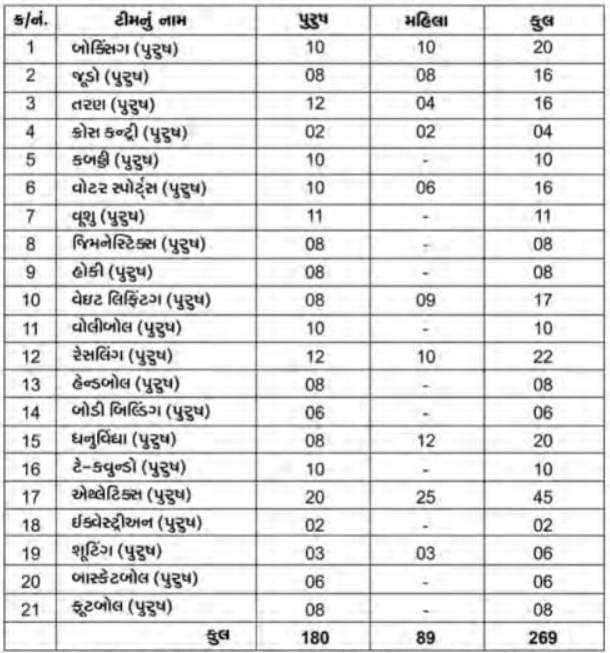 ક્ર/નં. ટીમનું નામ પુરુષ મહિલા કુલ
1 બોક્સિંગ (પુરુષ) 10 10 20
2 જૂડો (પુરુષ) 08 08 16
3 તરણ (પુરુષ) 12 04 16
4 ક્રોસ કન્ટ્રી (પુરુષ) 02 02 04
5 કબડ્ડી (પુરુષ) 10 - 10
6 વોટર સ્પોર્ટ્સ (પુરુષ) 10 06 16
7 વૂશુ (પુરુષ) 11 - 11
8 જિમનેસ્ટિક્સ (પુરુષ) 08 - 08
9 હોકી (પુરુષ) 08 - 08
10 વેઇટ લિફ્ટિંગ (પુરુષ) 08 09 17
11 વોલીબોલ (પુરુષ) 10 - 10
12 રેસલિંગ (પુરુષ) 12 10 22
13 હેન્ડબોલ (પુરુષ) 08 - 08
14 બોડી બિલ્ડિંગ (પુરુષ) 06 - 06
15 ધનુર્વિદ્યા (પુરુષ) 08 12 20
16 ટે-કવુન્ડો (પુરુષ) 10 - 10
17 એથ્લેટિક્સ (પુરુષ) 20 25 45
18 ઈક્વેસ્ટ્રીઅન (પુરુષ) 02 - 02
19 શૂટિંગ (પુરુષ) 03 03 06
20 બાસ્કેટબોલ (પુરુષ) 06 - 06
21 ફૂટબોલ (પુરુષ) 08 - 08
કુલ 180 89 269